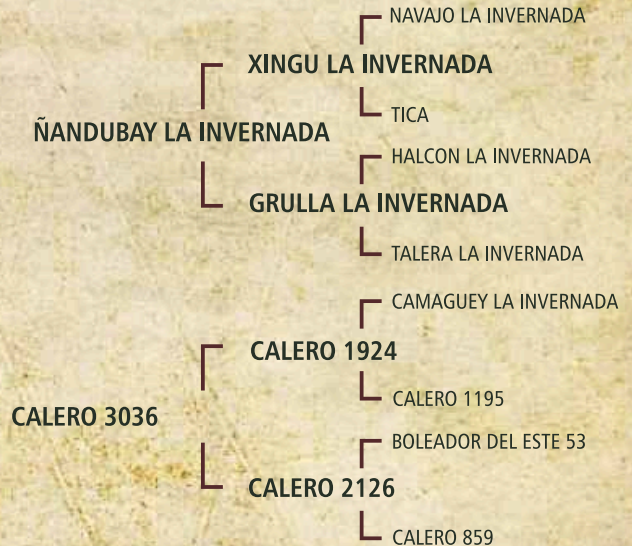 NAVAJO LA INVERNADA
XINGU LA INVERNADA
TICA
ÑANDUBAY LA INVERNADA
HALCON LA INVERNADA
GRULLA LA INVERNADA
TALERA LA INVERNADA
CAMAGUEY LA INVERNADA
CALERO 1924
CALERO 1195
CALERO 3036
BOLEADOR DEL ESTE 53
CALERO 2126
CALERO 859